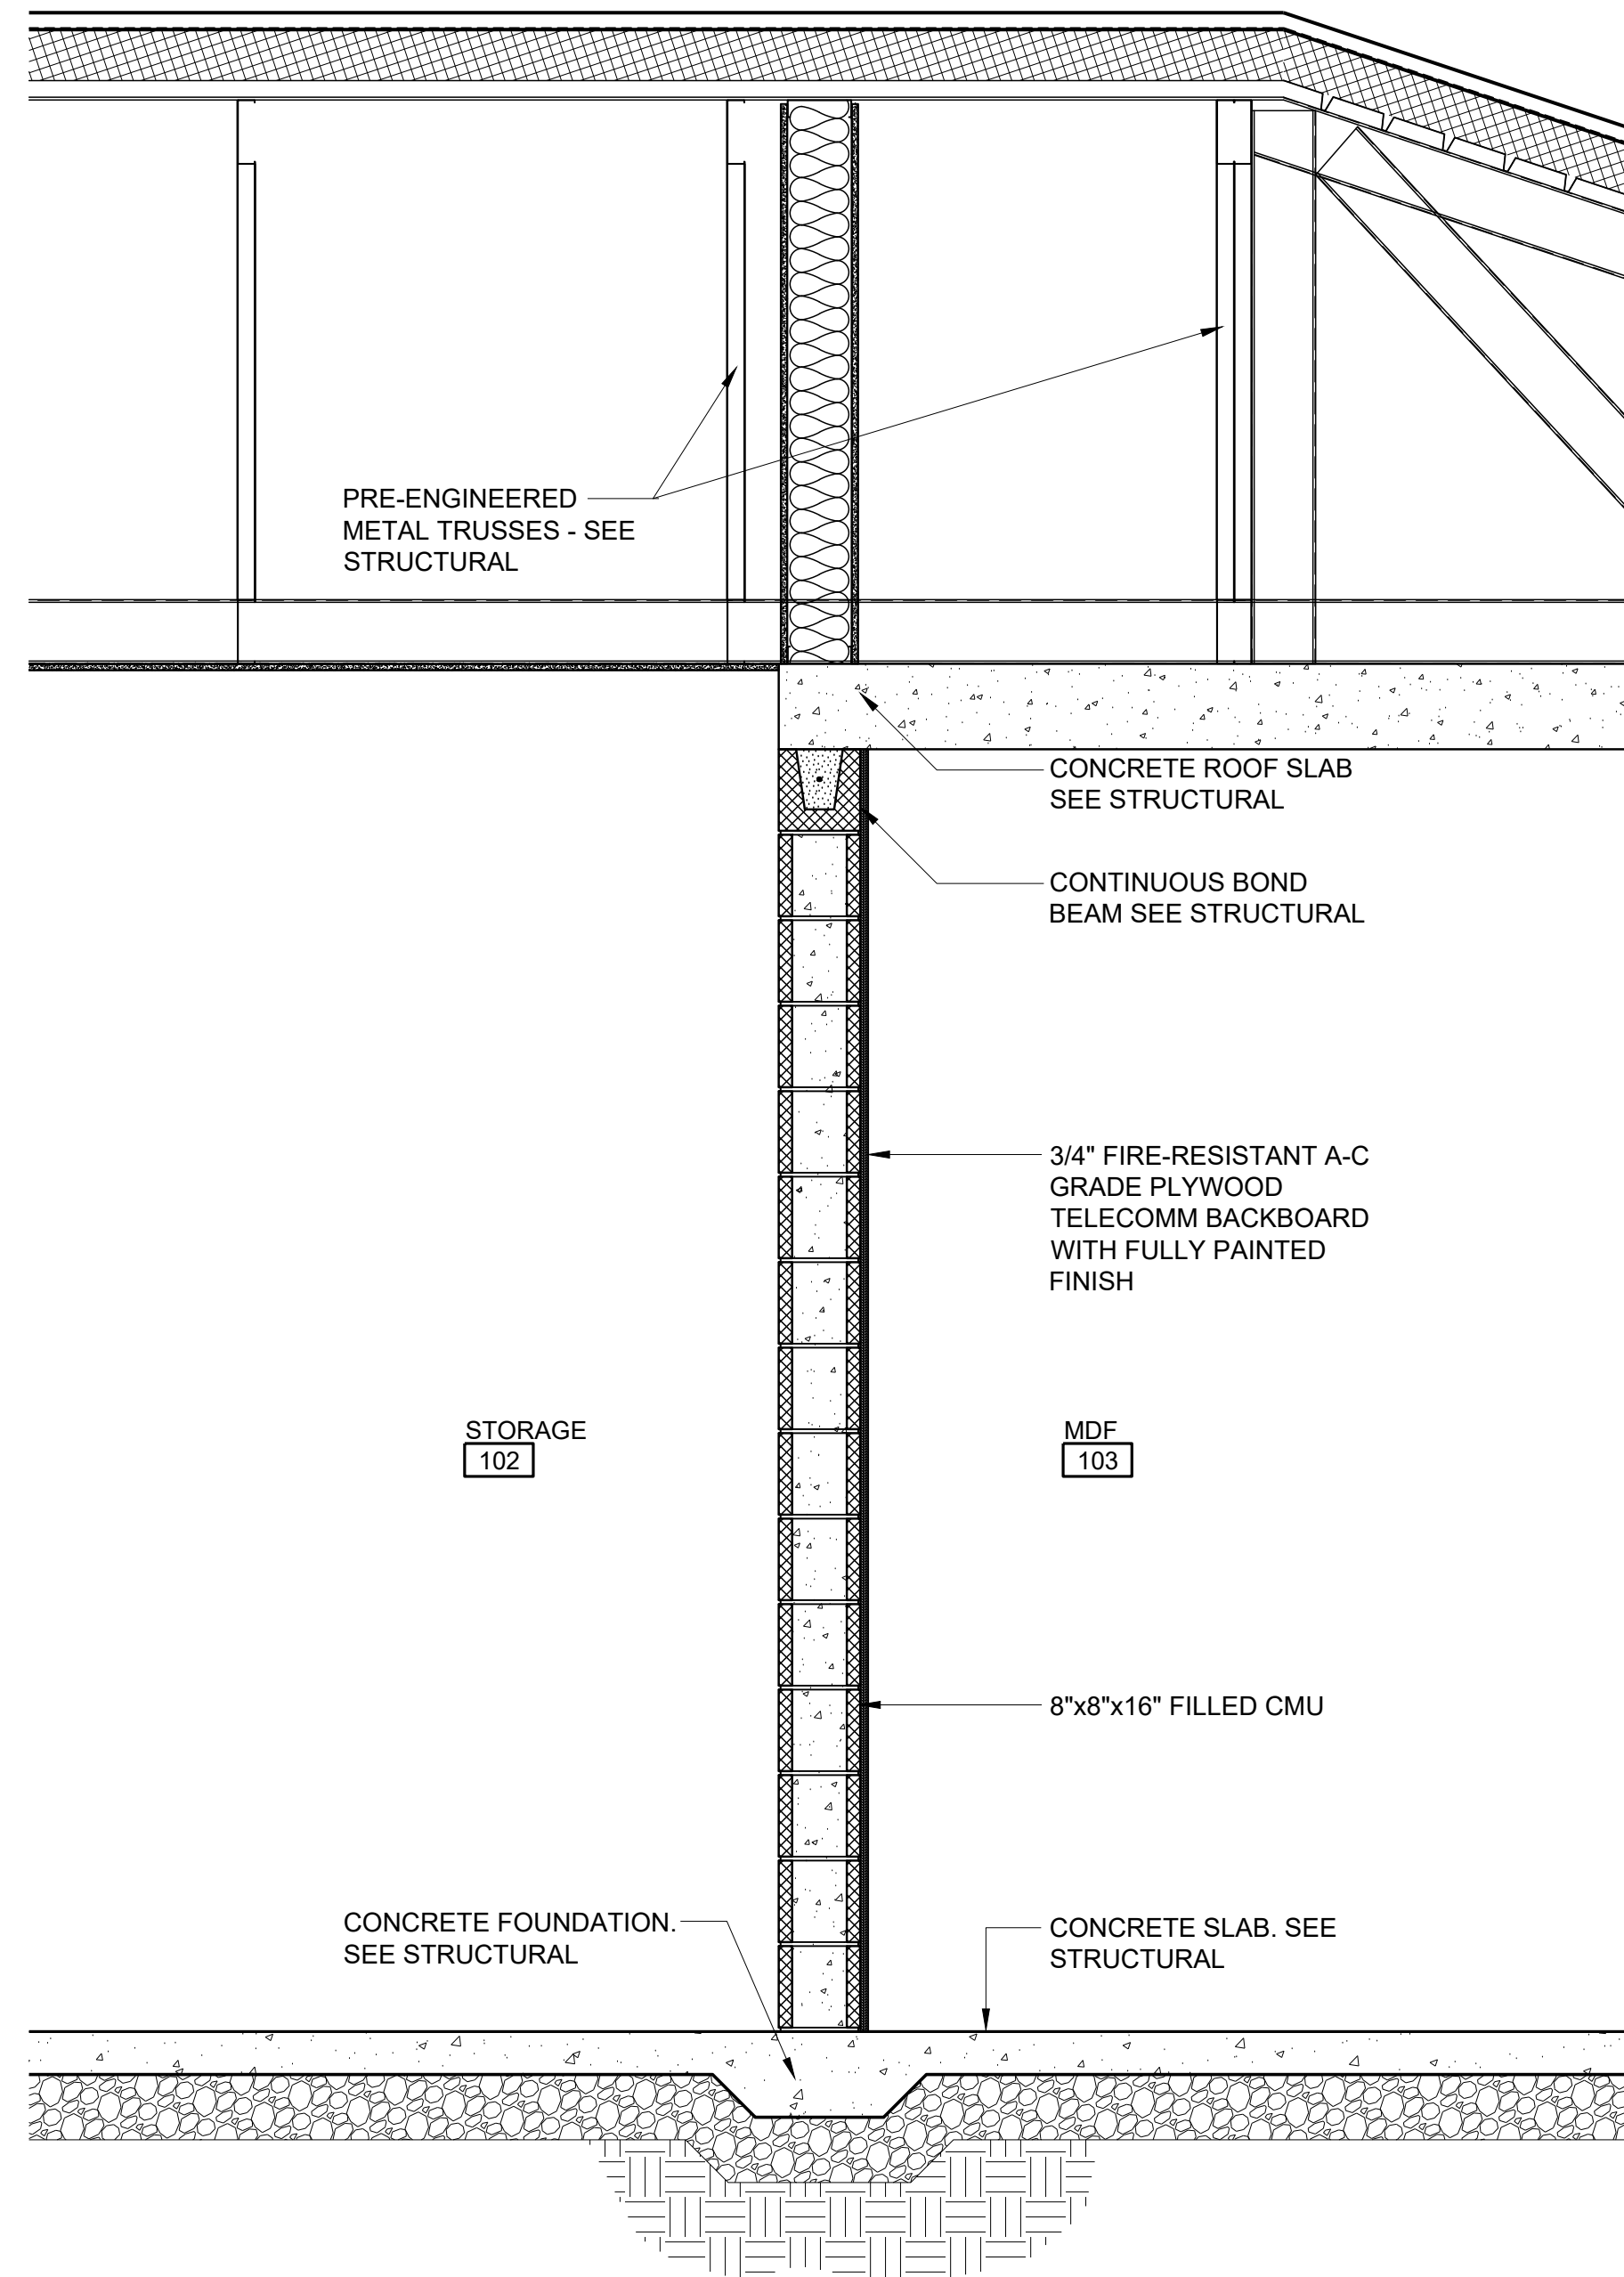 PRE-ENGINEERED
METAL TRUSSES - SEE
STRUCTURAL
CONCRETE ROOF SLAB
SEE STRUCTURAL
CONTINUOUS BOND
BEAM SEE STRUCTURAL
3/4" FIRE-RESISTANT A-C
GRADE PLYWOOD
TELECOMM BACKBOARD
WITH FULLY PAINTED
FINISH
STORAGE
102
MDF
103
8"x8"x16" FILLED CMU
CONCRETE FOUNDATION.
SEE STRUCTURAL
CONCRETE SLAB. SEE
STRUCTURAL